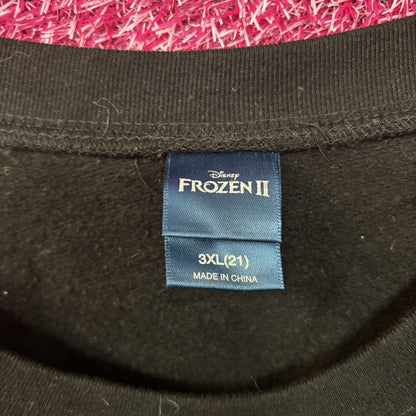 Disney
FROZEN II
3XL(21)
MADE IN CHINA